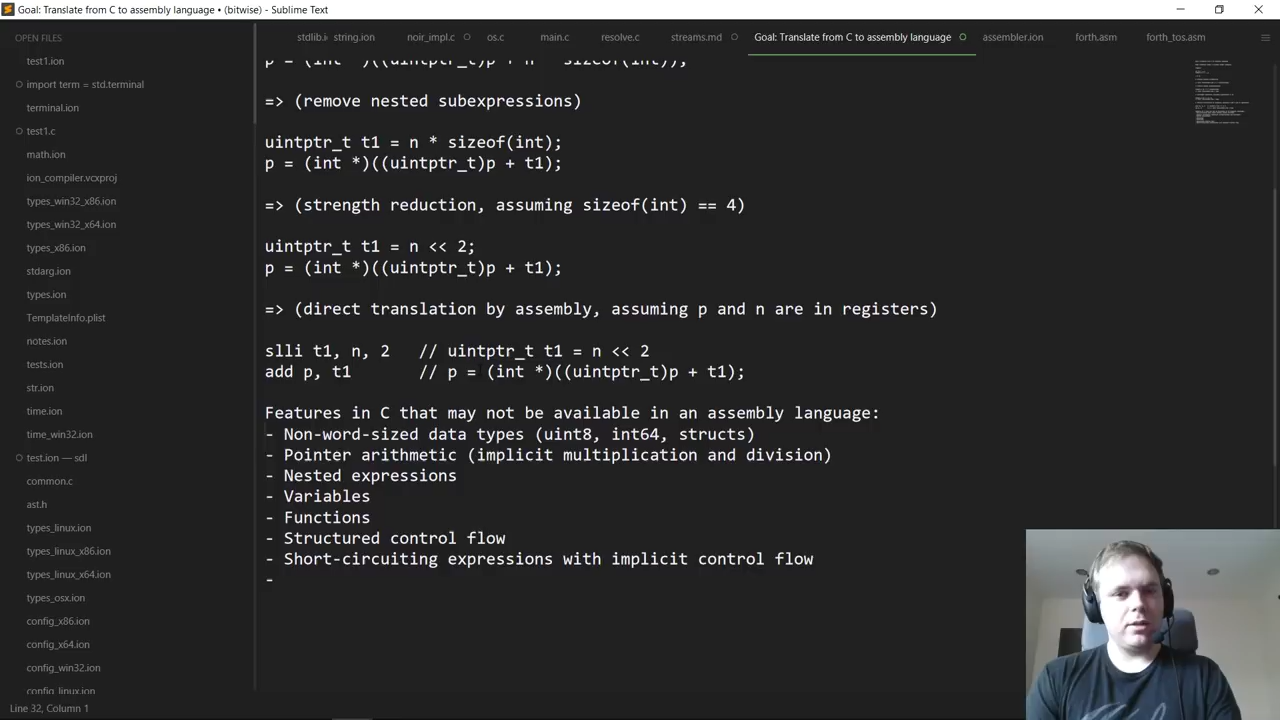 Goal: Translate from C to assembly language • (bitwise) - Sublime Text
OPEN FILES
test1.ion
import term = std.terminal
terminal.ion
test1.c
math.ion
ion_compiler.vcxproj
types_win32_x86.ion
types_win32_x64.ion
types_x86.ion
stdarg.ion
types.ion
TemplateInfo.plist
notes.ion
tests.ion
str.ion
time.ion
time_win32.ion
test.ion — sdl
common.c
ast.h
types_linux.ion
types_linux_x86.ion
types_linux_x64.ion
types_osx.ion
config_x86.ion
config_x64.ion
config_win32.ion
config_linux.ion
stdlib.i string.ion noir_impl.c os.c main.c resolve.c streams.md Goal: Translate from C to assembly language assembler.ion forth.asm forth_tos.asm
p = (int *)((uintptr_t)p + n * sizeof(int));
=> (remove nested subexpressions)
uintptr_t t1 = n * sizeof(int);
p = (int *)((uintptr_t)p + t1);
=> (strength reduction, assuming sizeof(int) == 4)
uintptr_t t1 = n << 2;
p = (int *)((uintptr_t)p + t1);
=> (direct translation by assembly, assuming p and n are in registers)
slli t1, n, 2 // uintptr_t t1 = n << 2
add p, t1 // p = (int *)((uintptr_t)p + t1);
Features in C that may not be available in an assembly language:
- Non-word-sized data types (uint8, int64, structs)
- Pointer arithmetic (implicit multiplication and division)
- Nested expressions
- Variables
- Functions
- Structured control flow
- Short-circuiting expressions with implicit control flow
-
Line 32, Column 1